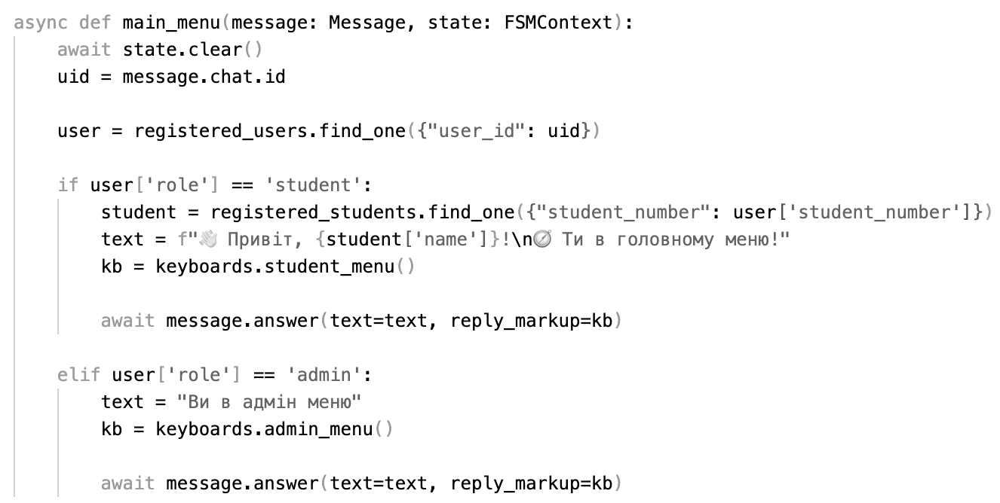 async def main_menu(message: Message, state: FSMContext):
    await state.clear()
    uid = message.chat.id

    user = registered_users.find_one({"user_id": uid})

    if user['role'] == 'student':
        student = registered_students.find_one({"student_number": user['student_number']})
        text = f"👋 Привіт, {student['name']}!\n🧭 Ти в головному меню!"
        kb = keyboards.student_menu()

        await message.answer(text=text, reply_markup=kb)

    elif user['role'] == 'admin':
        text = "Ви в адмін меню"
        kb = keyboards.admin_menu()

        await message.answer(text=text, reply_markup=kb)